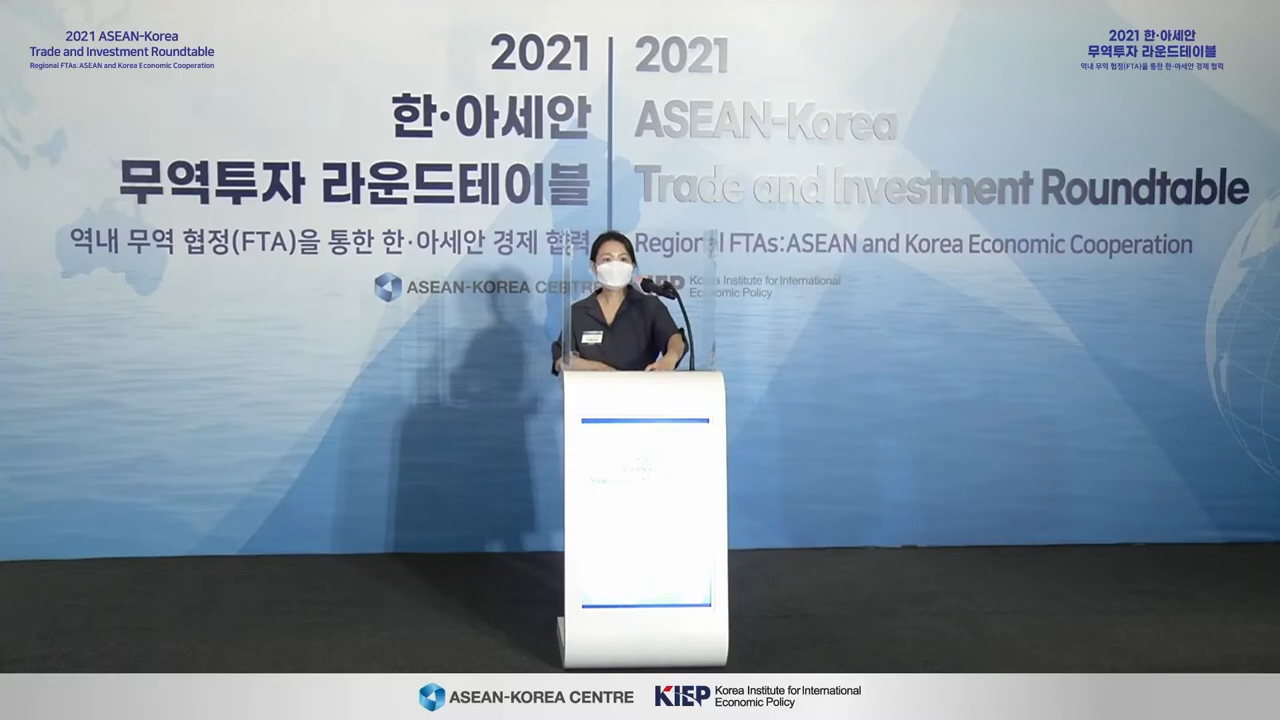 2021 ASEAN-Korea
Trade and Investment Roundtable
Regional FTAs: ASEAN and Korea Economic Cooperation
2021 한·아세안
무역투자 라운드테이블
역내 무역 협정(FTA)을 통한 한·아세안 경제 협력
2021
한·아세안
무역투자 라운드테이블
역내 무역 협정(FTA)을 통한 한·아세안 경제 협력
2021
ASEAN-Korea
Trade and Investment Roundtable
Regional FTAs:ASEAN and Korea Economic Cooperation
ASEAN-KOREA CENTRE
KIEP Korea Institute for International
Economic Policy
ASEAN-KOREA CENTRE
KIEP Korea Institute for International
Economic Policy